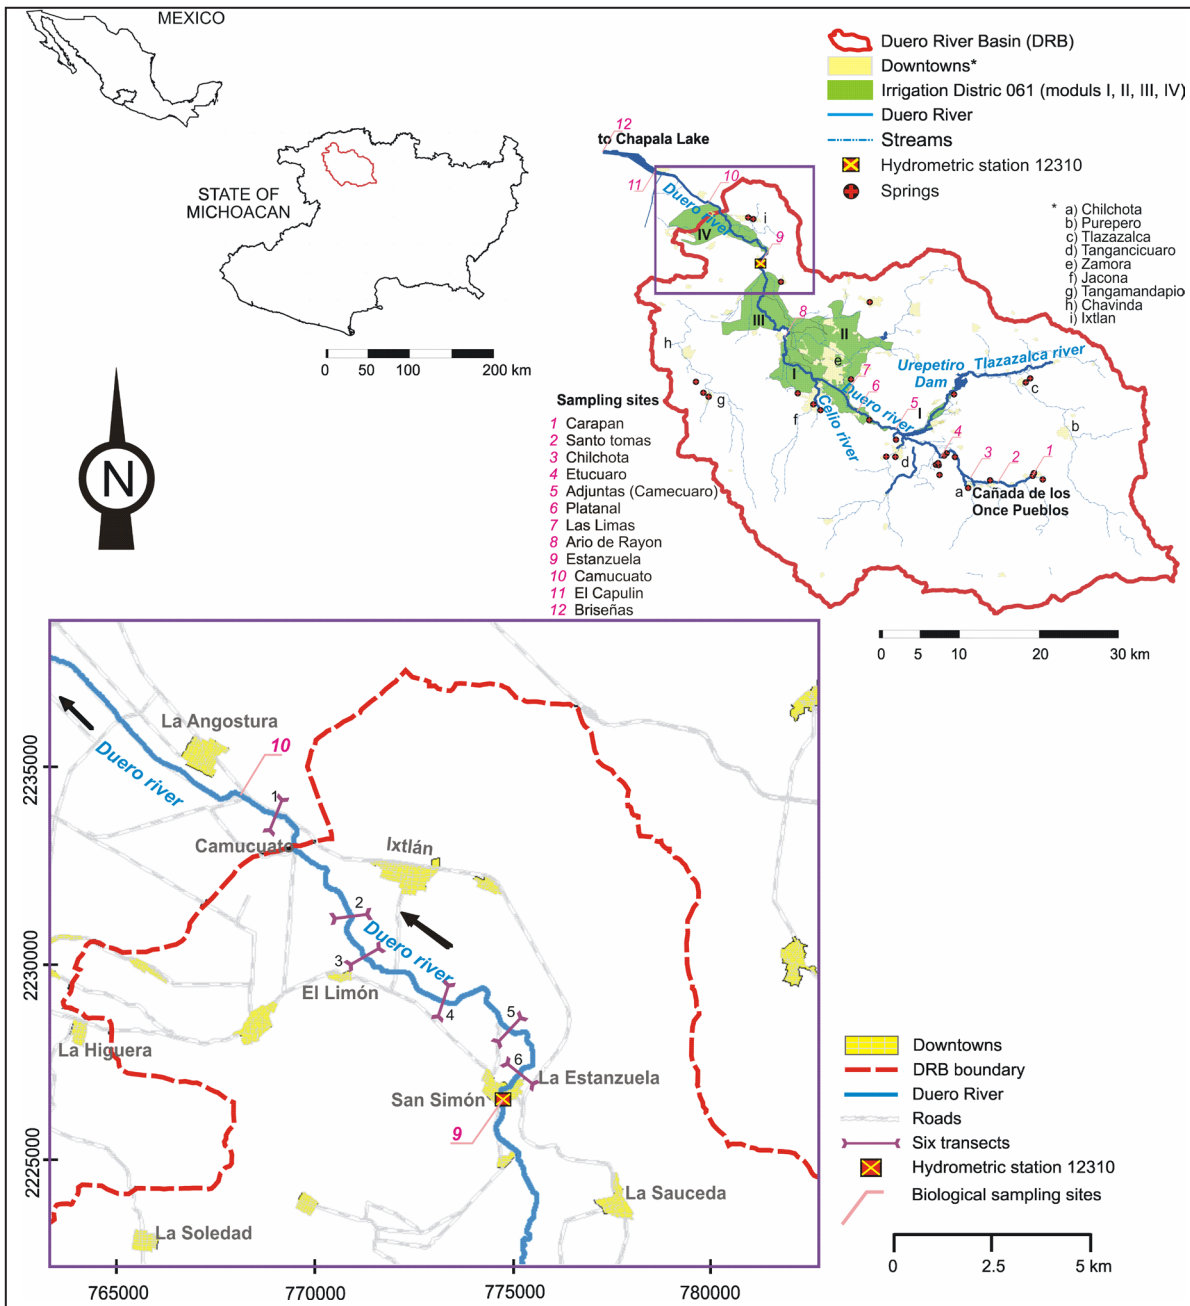 MEXICO
STATE OF
MICHOACAN
0 50 100 200 km
N
Duero River Basin (DRB)
Downtowns*
Irrigation Distric 061 (moduls I, II, III, IV)
Duero River
Streams
Hydrometric station 12310
Springs
* a) Chilchota
b) Purepero
c) Tlazazalca
d) Tangancicuaro
e) Zamora
f) Jacona
g) Tangamandapio
h) Chavinda
i) Ixtlan
12
to Chapala Lake
11
10
Duero river
i
IV
9
III
8
II
h
e
I
7
6
g
f
Celio river
Duero river
Urepetiro
Dam
Tlazazalca river
c
5
I
4
b
d
3
2
1
a
Cañada de los
Once Pueblos
0 5 10 20 30 km
Sampling sites
1 Carapan
2 Santo tomas
3 Chilchota
4 Etucuaro
5 Adjuntas (Camecuaro)
6 Platanal
7 Las Limas
8 Ario de Rayon
9 Estanzuela
10 Camucuato
11 El Capulin
12 Briseñas
2235000
2230000
2225000
765000 770000 775000 780000
La Angostura
Duero river
10
1
Camucuato
Ixtlán
2
Duero river
3
El Limón
4
5
La Higuera
6
La Estanzuela
San Simón
9
La Sauceda
La Soledad
Downtowns
DRB boundary
Duero River
Roads
Six transects
Hydrometric station 12310
Biological sampling sites
0 2.5 5 km